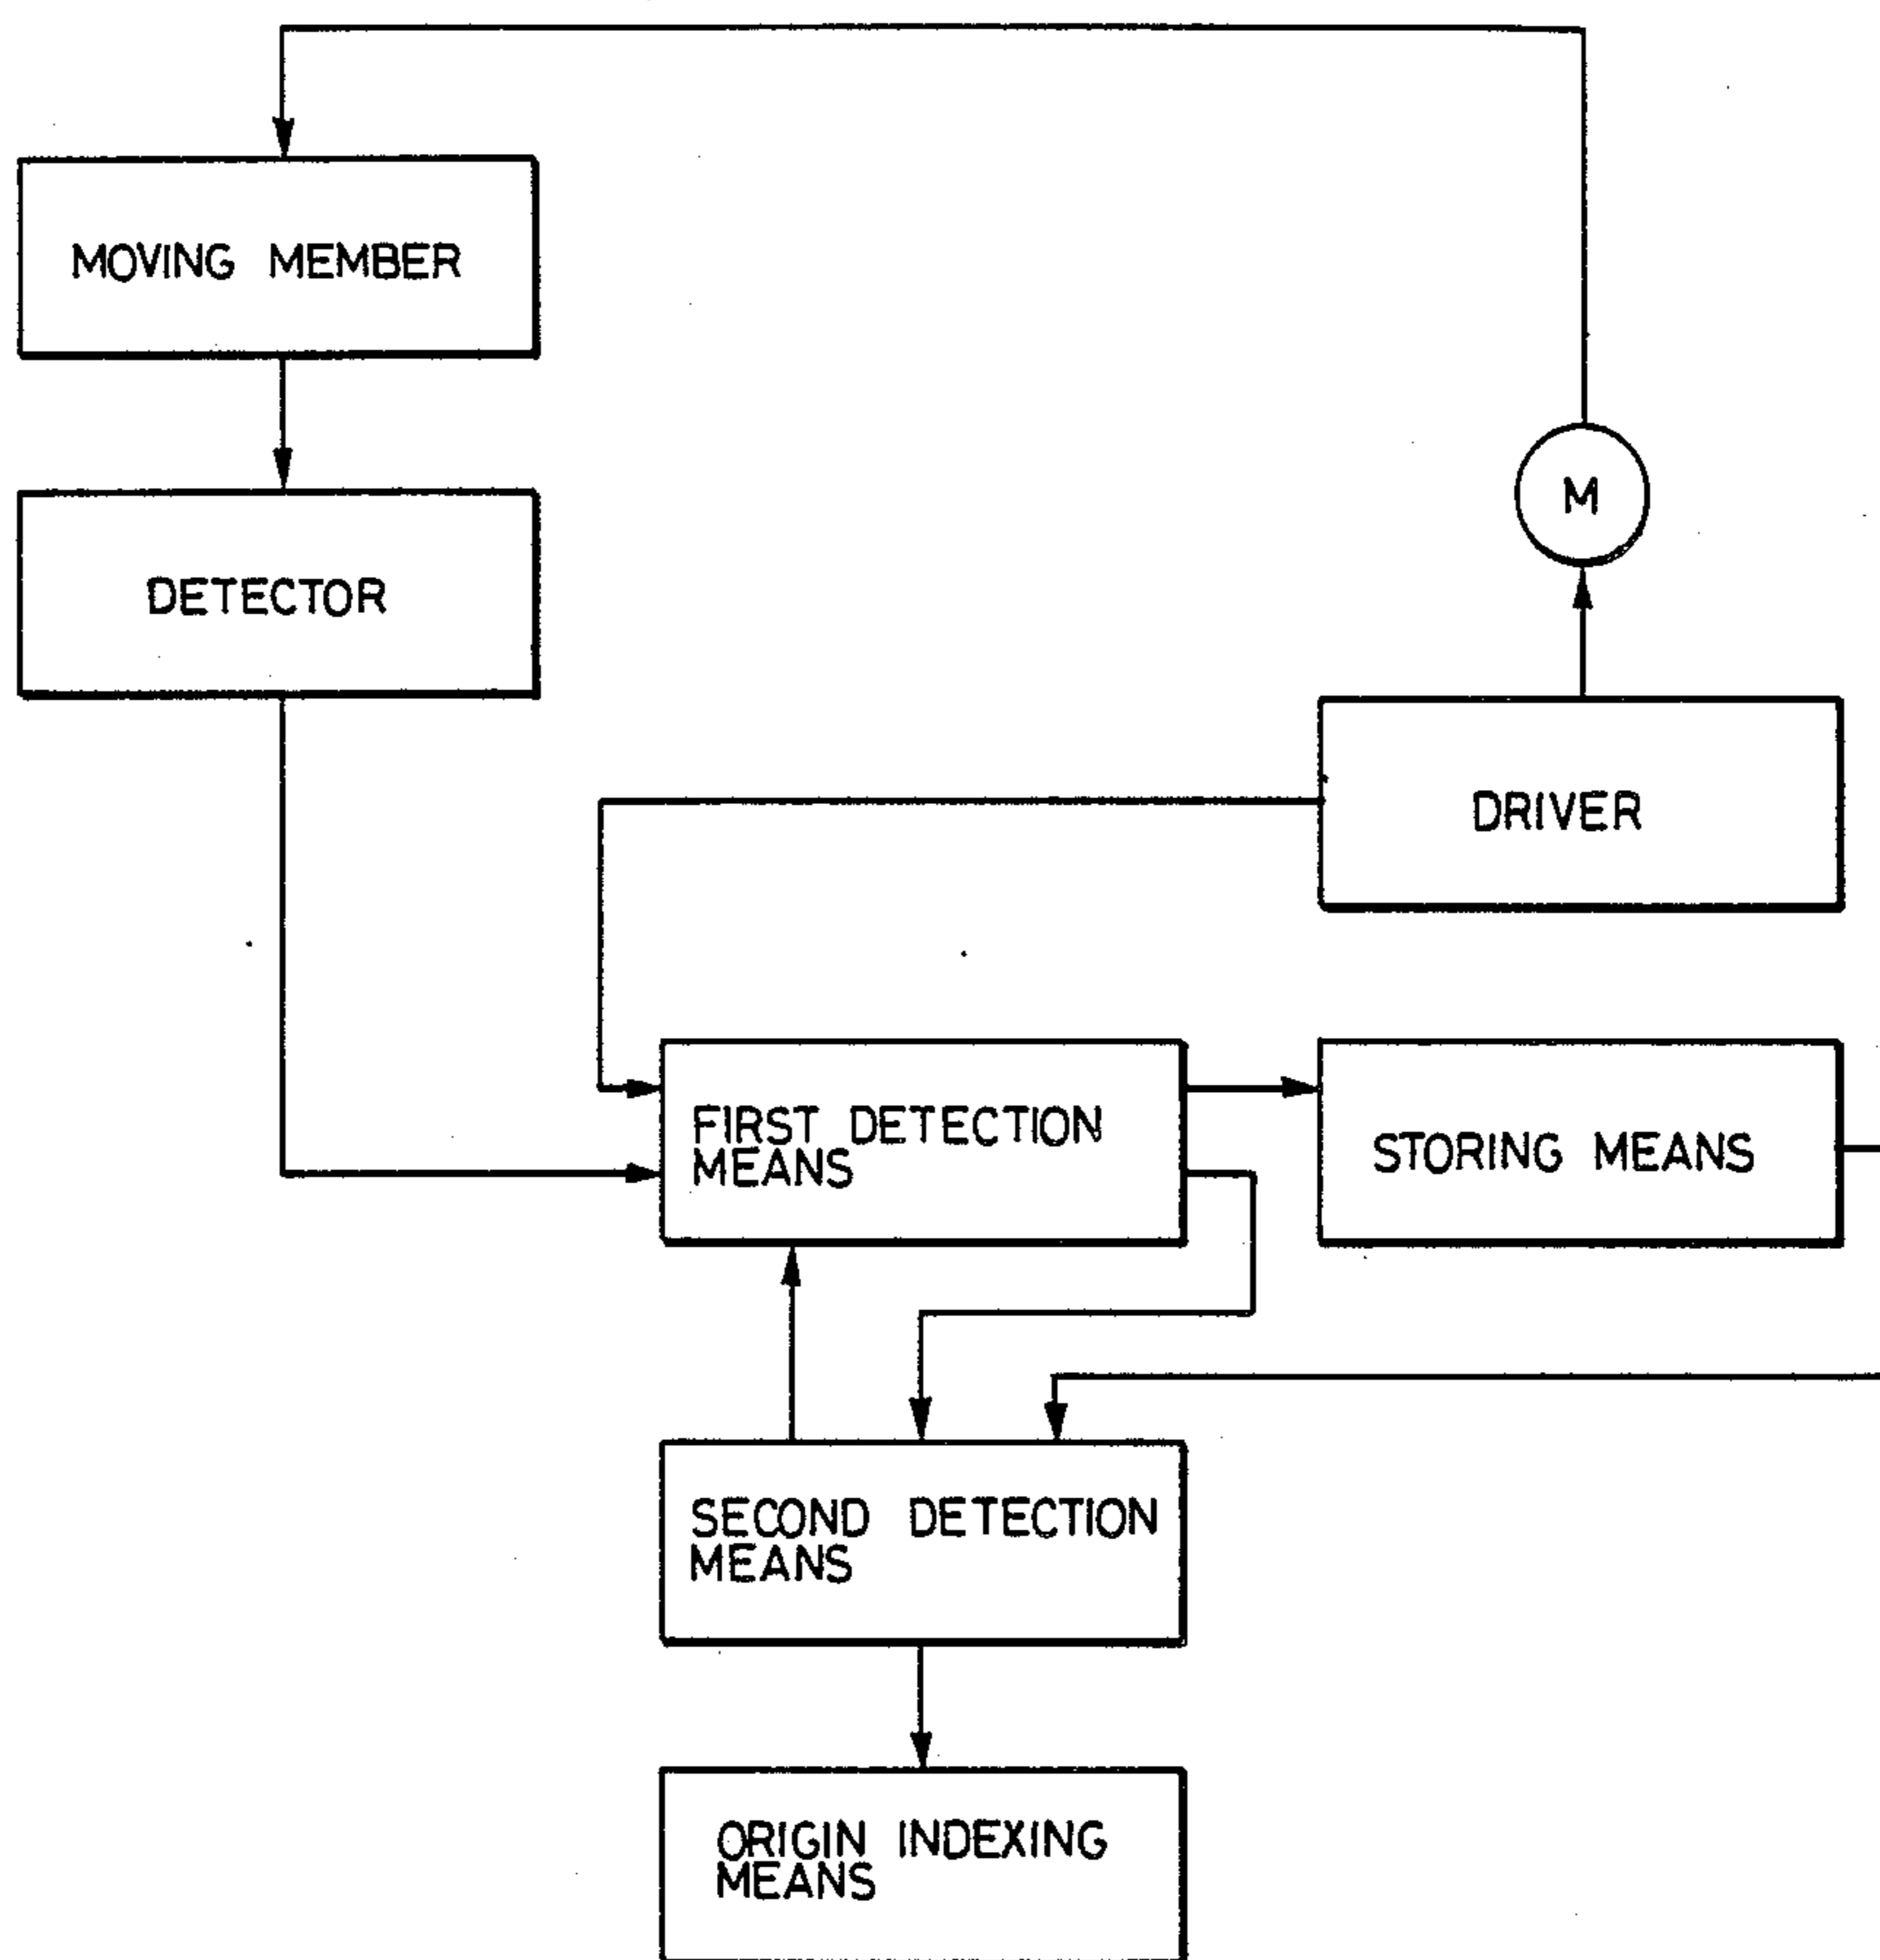 MOVING MEMBER
DETECTOR
M
DRIVER
FIRST DETECTION
MEANS
STORING MEANS
SECOND DETECTION
MEANS
ORIGIN INDEXING
MEANS